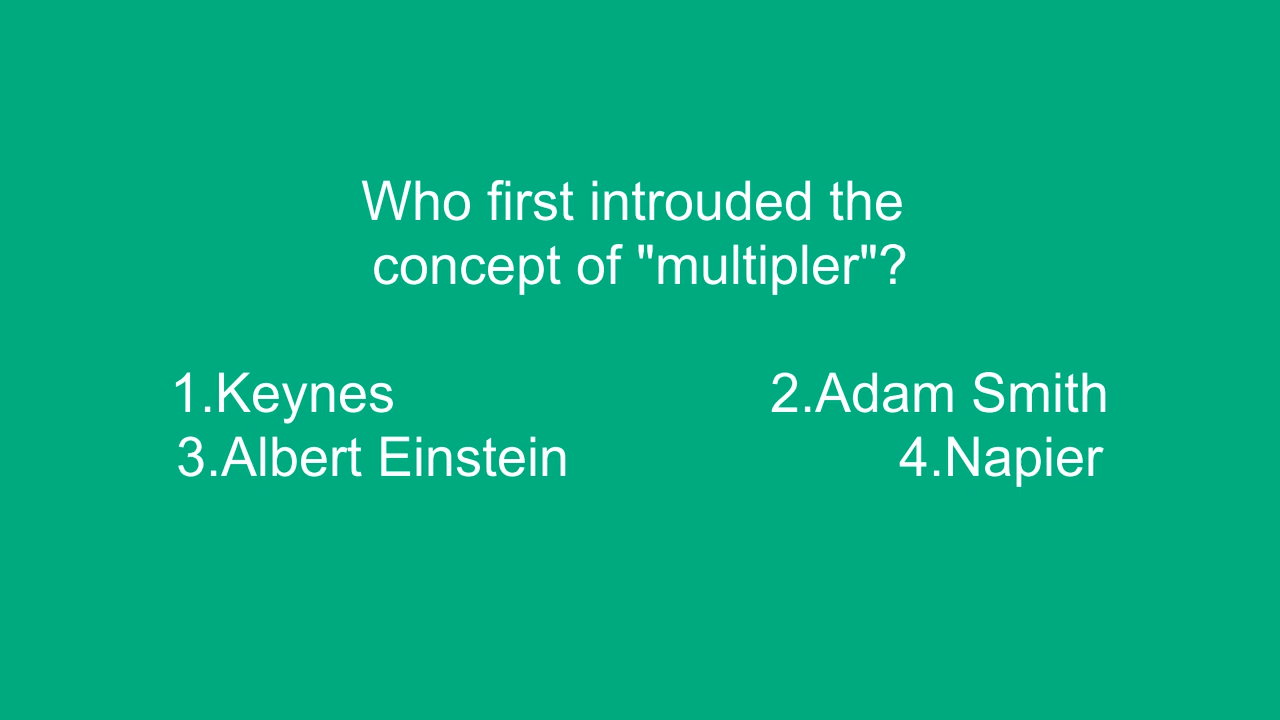 Who first introuded the
concept of "multipler"?
1.Keynes 2.Adam Smith
3.Albert Einstein 4.Napier